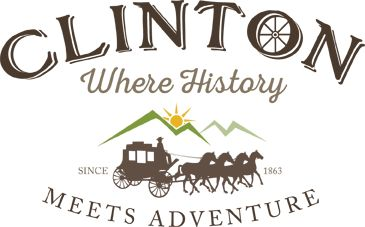 CLINTON
Where History
SINCE 1863
MEETS ADVENTURE